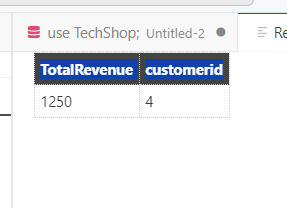 use TechShop; Untitled-2 Re
TotalRevenue customerid
1250 4